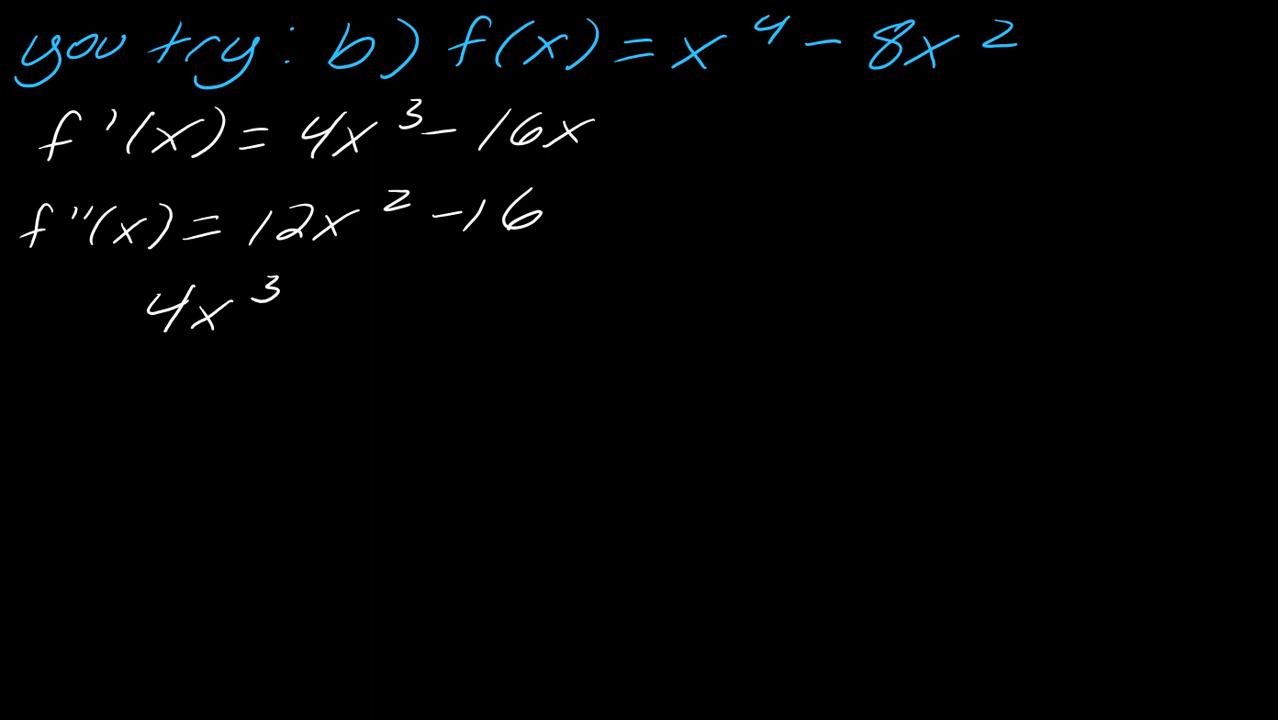 you try: b) f(x) = x⁴ - 8x²
f'(x) = 4x³ - 16x
f''(x) = 12x² - 16
4x³